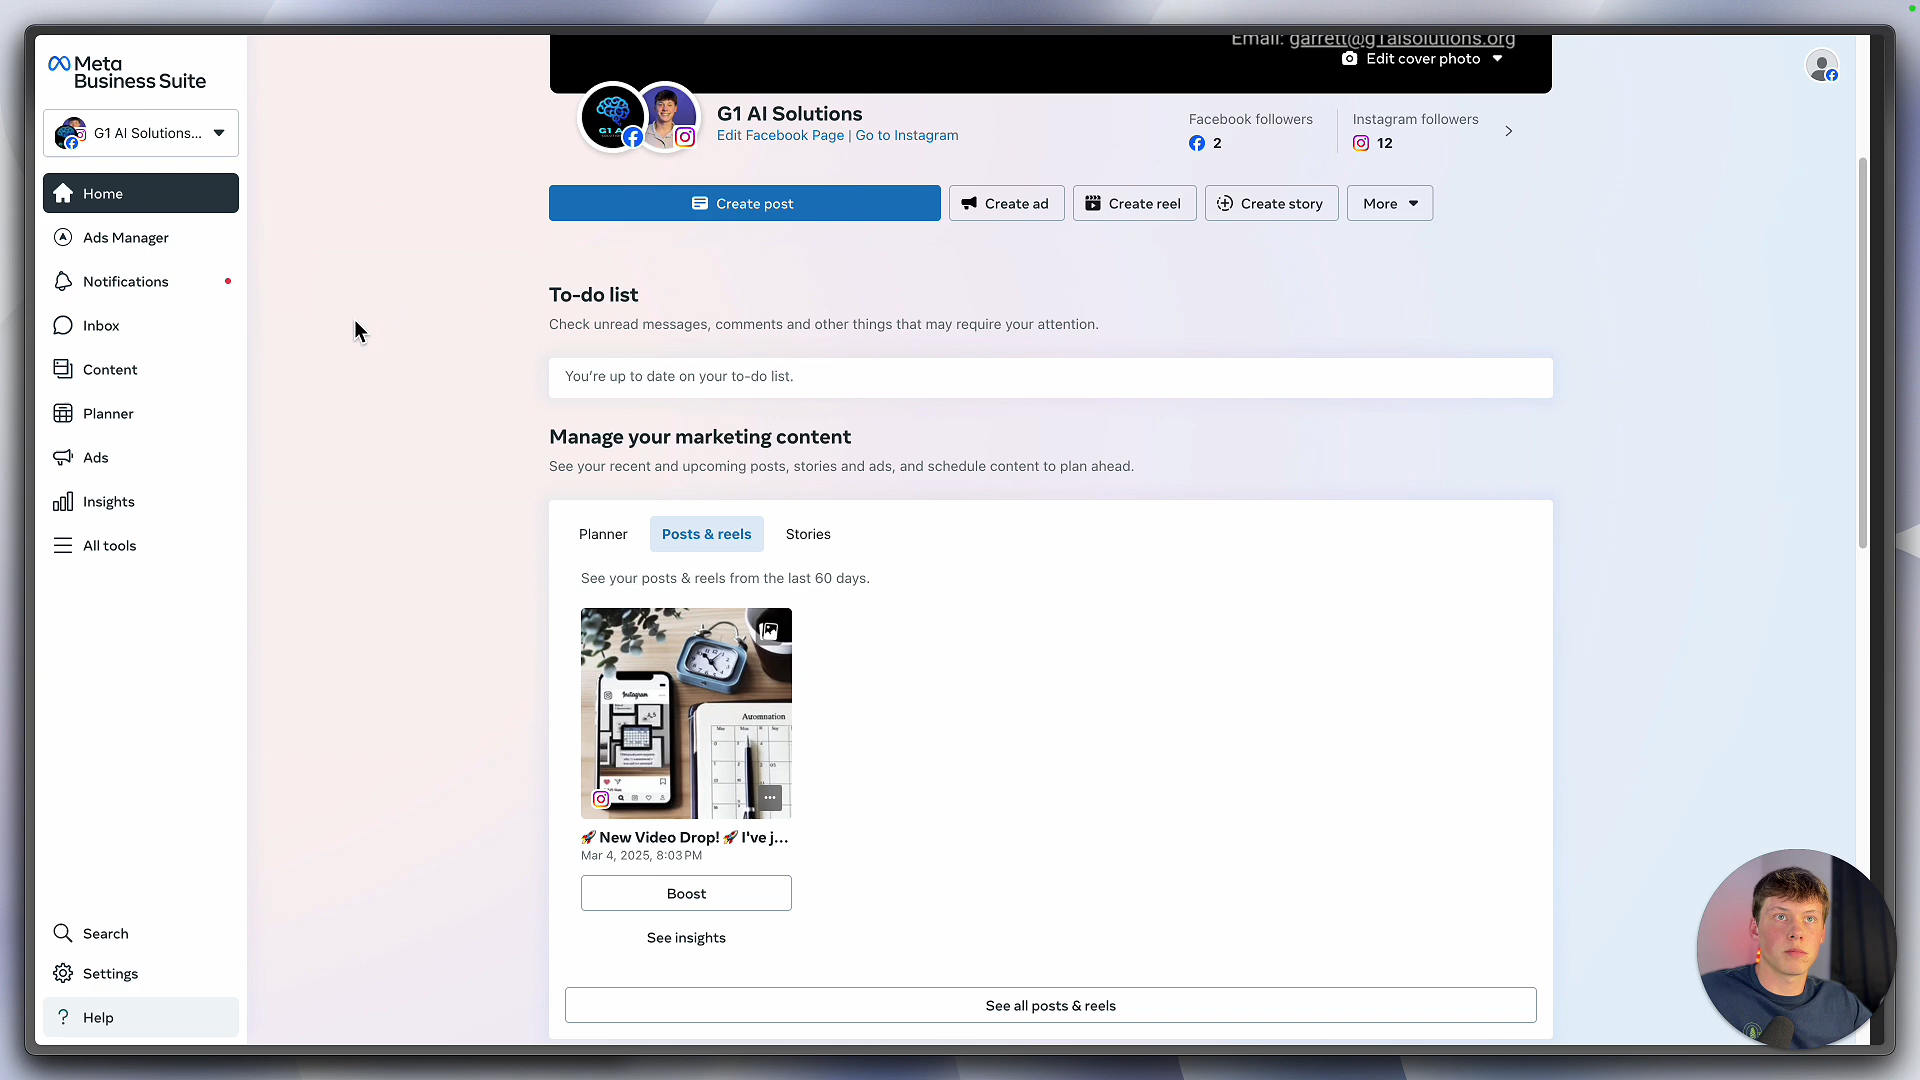 Meta
Business Suite
G1 AI Solutions...
Home
Ads Manager
Notifications
Inbox
Content
Planner
Ads
Insights
All tools
Search
Settings
? Help
Email: garrett@g1aisolutions.org
Edit cover photo
G1 AI Solutions
Edit Facebook Page | Go to Instagram
Facebook followers
2
Instagram followers
12
Create post
Create ad
Create reel
Create story
More
To-do list
Check unread messages, comments and other things that may require your attention.
You're up to date on your to-do list.
Manage your marketing content
See your recent and upcoming posts, stories and ads, and schedule content to plan ahead.
Planner
Posts & reels
Stories
See your posts & reels from the last 60 days.
Instagram
Auromnation
🚀 New Video Drop! 🚀 I've j...
Mar 4, 2025, 8:03 PM
Boost
See insights
See all posts & reels